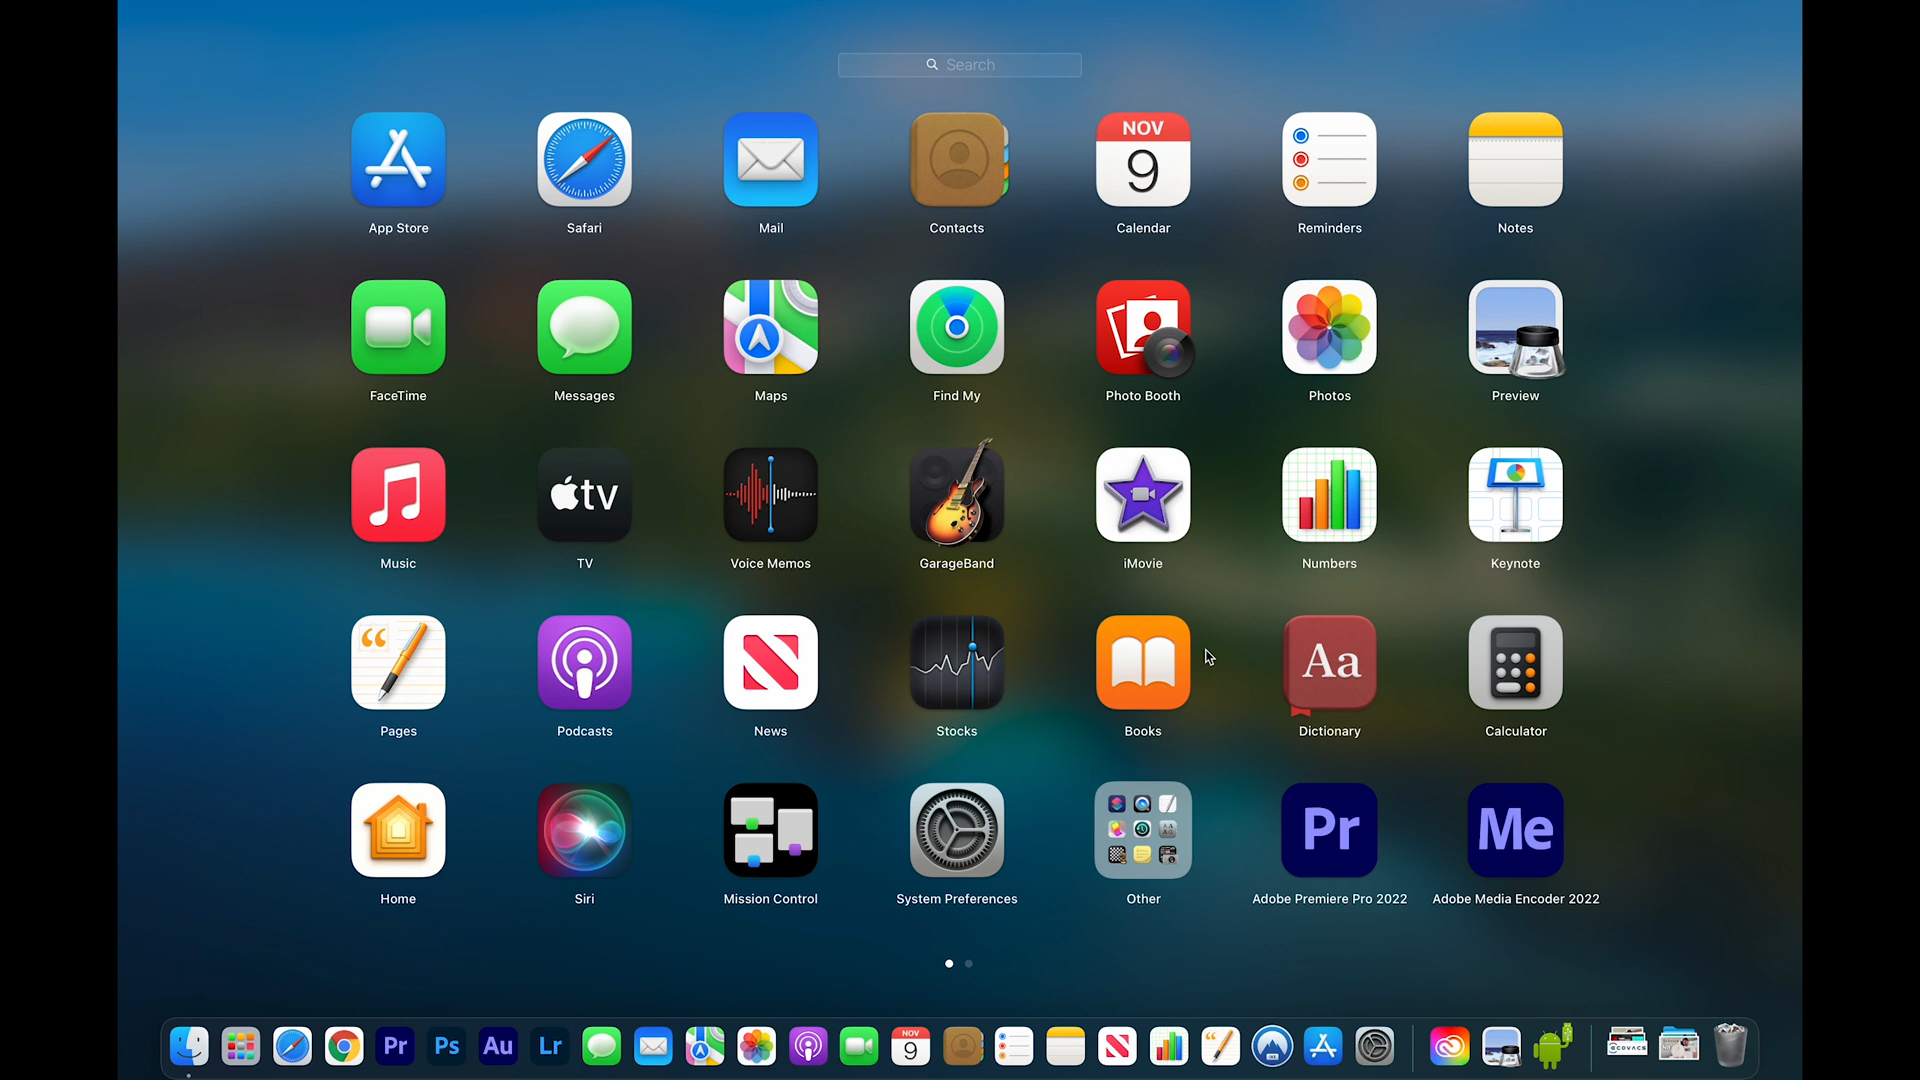 Search
NOV
9
App Store
Safari
Mail
Contacts
Calendar
Reminders
Notes
FaceTime
Messages
Maps
Find My
Photo Booth
Photos
Preview
tv
Music
TV
Voice Memos
GarageBand
iMovie
Numbers
Keynote
“
Aa
Pages
Podcasts
News
Stocks
Books
Dictionary
Calculator
Pr
Me
Home
Siri
Mission Control
System Preferences
Other
Adobe Premiere Pro 2022
Adobe Media Encoder 2022
Pr
Ps
Au
Lr
NOV
9
ECOVACS